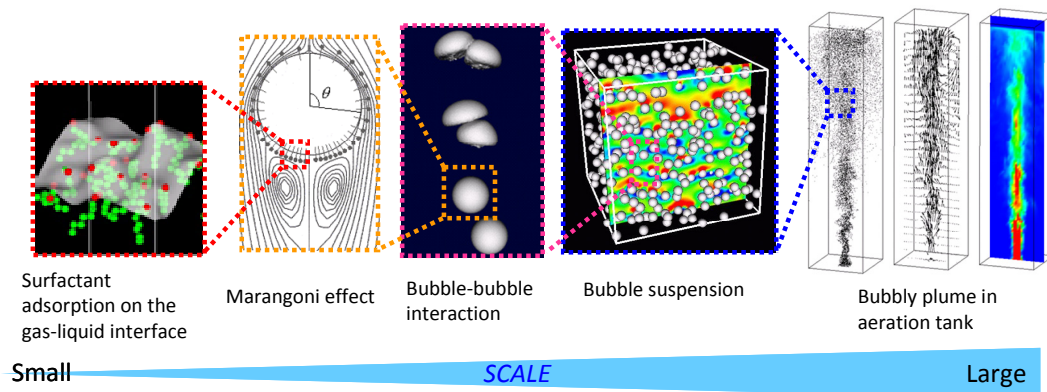 θ
Surfactant
adsorption on the
gas-liquid interface
Marangoni effect
Bubble-bubble
interaction
Bubble suspension
Bubbly plume in
aeration tank
Small
SCALE
Large